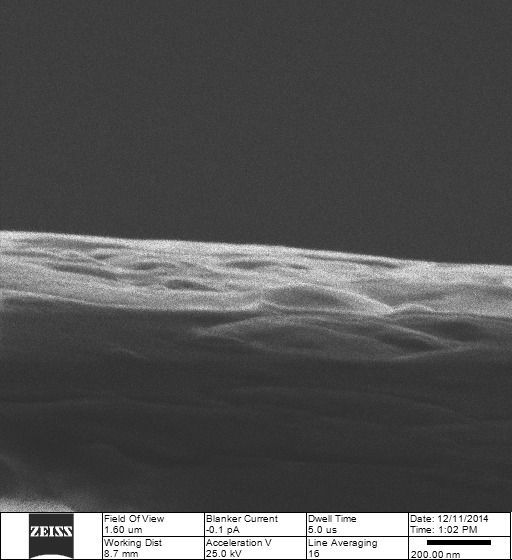 ZEISS
Field Of View
1.60 um
Blanker Current
-0.1 pA
Dwell Time
5.0 us
Date: 12/11/2014
Time: 1:02 PM
Working Dist
8.7 mm
Acceleration V
25.0 kV
Line Averaging
16
200.00 nm